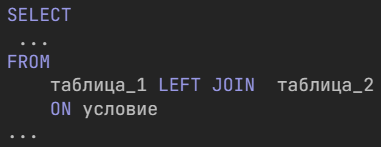 SELECT
...
FROM
таблица_1 LEFT JOIN таблица_2
ON условие
...